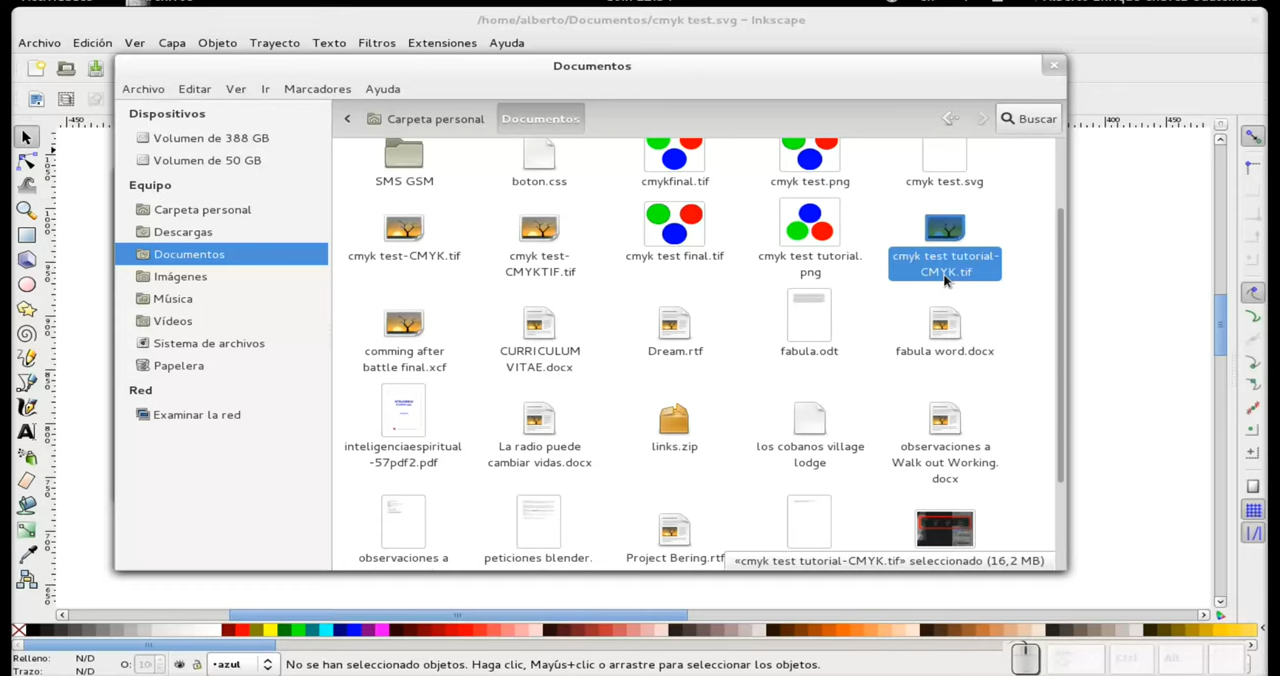 /home/alberto/Documentos/cmyk test.svg - Inkscape
Archivo Edición Ver Capa Objeto Trayecto Texto Filtros Extensiones Ayuda
Documentos
Archivo Editar Ver Ir Marcadores Ayuda
Dispositivos
Volumen de 388 GB
Volumen de 50 GB
Equipo
Carpeta personal
Descargas
Documentos
Imágenes
Música
Vídeos
Sistema de archivos
Papelera
Red
Examinar la red
Carpeta personal Documentos Buscar
SMS GSM
boton.css
cmykfinal.tif
cmyk test.png
cmyk test.svg
cmyk test-CMYK.tif
cmyk test-
CMYKTIF.tif
cmyk test final.tif
cmyk test tutorial.
png
cmyk test tutorial-
CMYK.tif
comming after
battle final.xcf
CURRICULUM
VITAE.docx
Dream.rtf
fabula.odt
fabula word.docx
inteligenciaespiritual
-57pdf2.pdf
La radio puede
cambiar vidas.docx
links.zip
los cobanos village
lodge
observaciones a
Walk out Working.
docx
observaciones a
peticiones blender.
Project Bering.rtf
«cmyk test tutorial-CMYK.tif» seleccionado (16,2 MB)
-450
400
450
Relleno: N/D
Trazo: N/D
O:
•azul
No se han seleccionado objetos. Haga clic, Mayús+clic o arrastre para seleccionar los objetos.
Ctrl
Alt